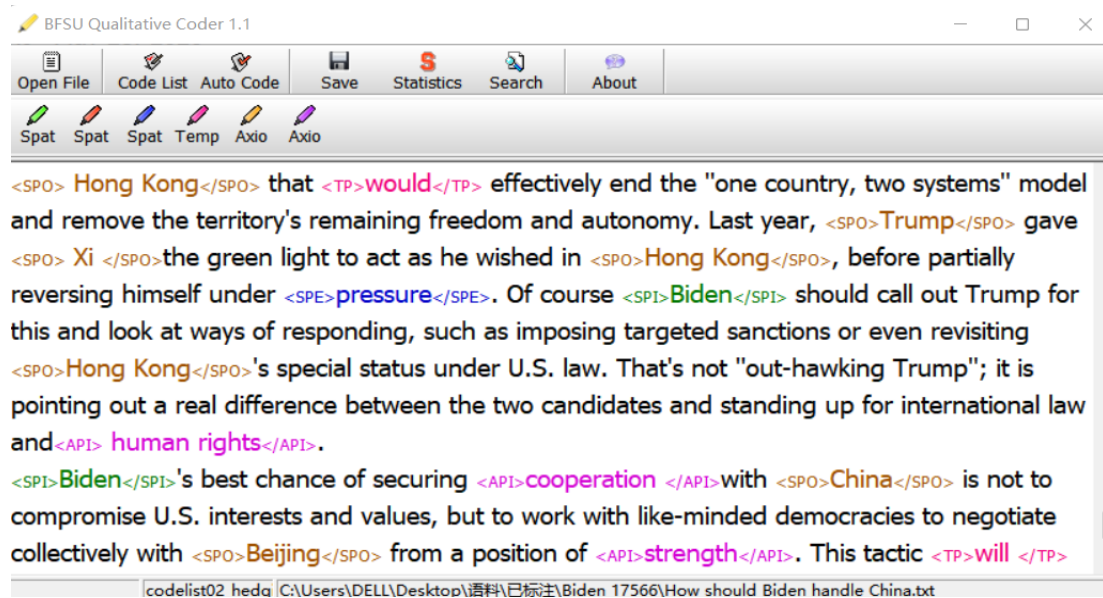 BFSU Qualitative Coder 1.1
Open File Code List Auto Code Save Statistics Search About
Spat Spat Spat Temp Axio Axio
<SPO> Hong Kong</SPO> that <TP>would</TP> effectively end the "one country, two systems" model
and remove the territory's remaining freedom and autonomy. Last year, <SPO>Trump</SPO> gave
<SPO> Xi </SPO>the green light to act as he wished in <SPO>Hong Kong</SPO>, before partially
reversing himself under <SPE>pressure</SPE>. Of course <SPI>Biden</SPI> should call out Trump for
this and look at ways of responding, such as imposing targeted sanctions or even revisiting
<SPO>Hong Kong</SPO>'s special status under U.S. law. That's not "out-hawking Trump"; it is
pointing out a real difference between the two candidates and standing up for international law
and<API> human rights</API>.
<SPI>Biden</SPI>'s best chance of securing <API>cooperation </API>with <SPO>China</SPO> is not to
compromise U.S. interests and values, but to work with like-minded democracies to negotiate
collectively with <SPO>Beijing</SPO> from a position of <API>strength</API>. This tactic <TP>will </TP>
codelist02 hedg C:\Users\DELL\Desktop\语料\已标注\Biden 17566\How should Biden handle China.txt